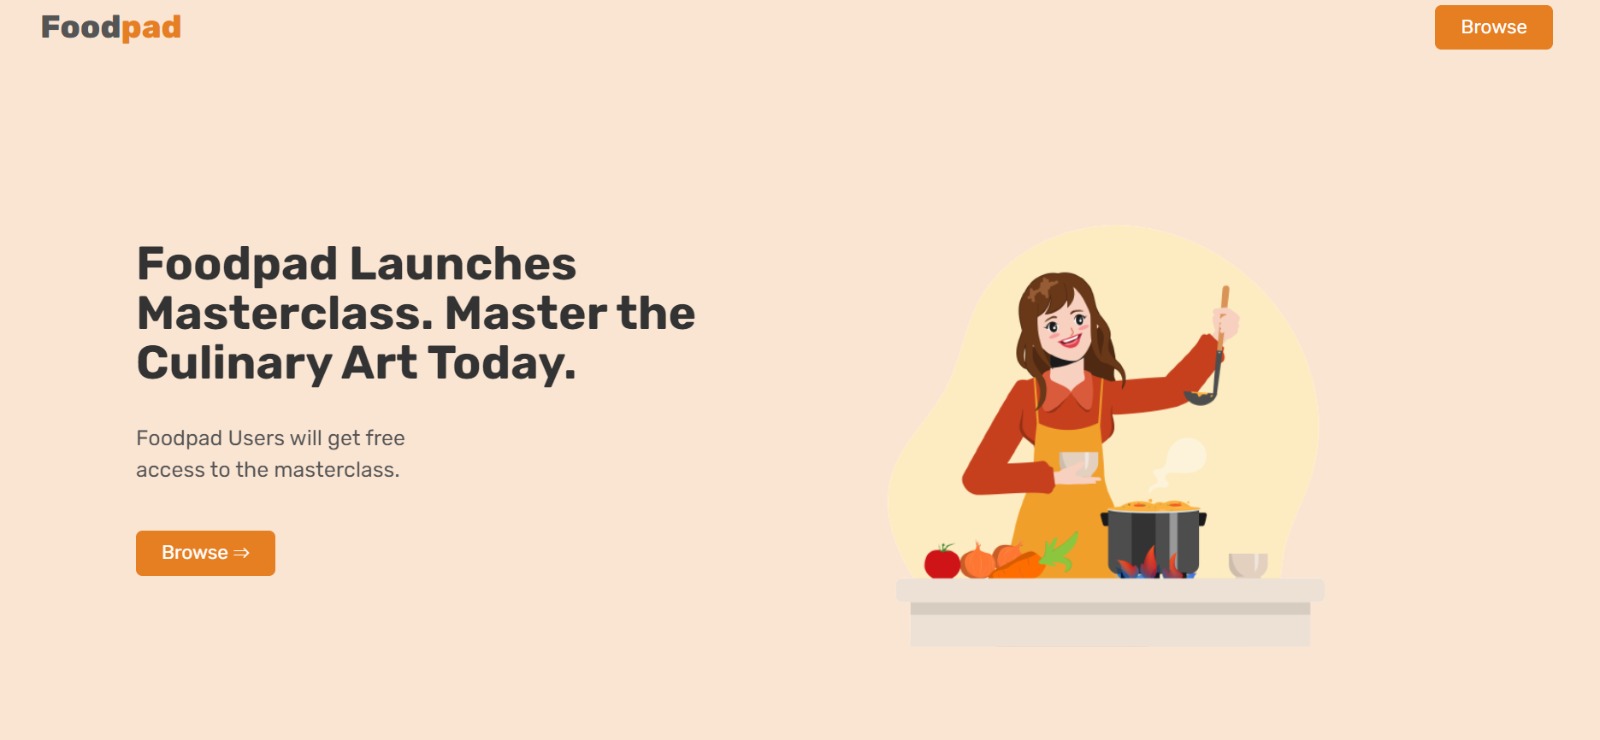 Foodpad
Browse
Foodpad Launches
Masterclass. Master the
Culinary Art Today.
Foodpad Users will get free
access to the masterclass.
Browse ⇒